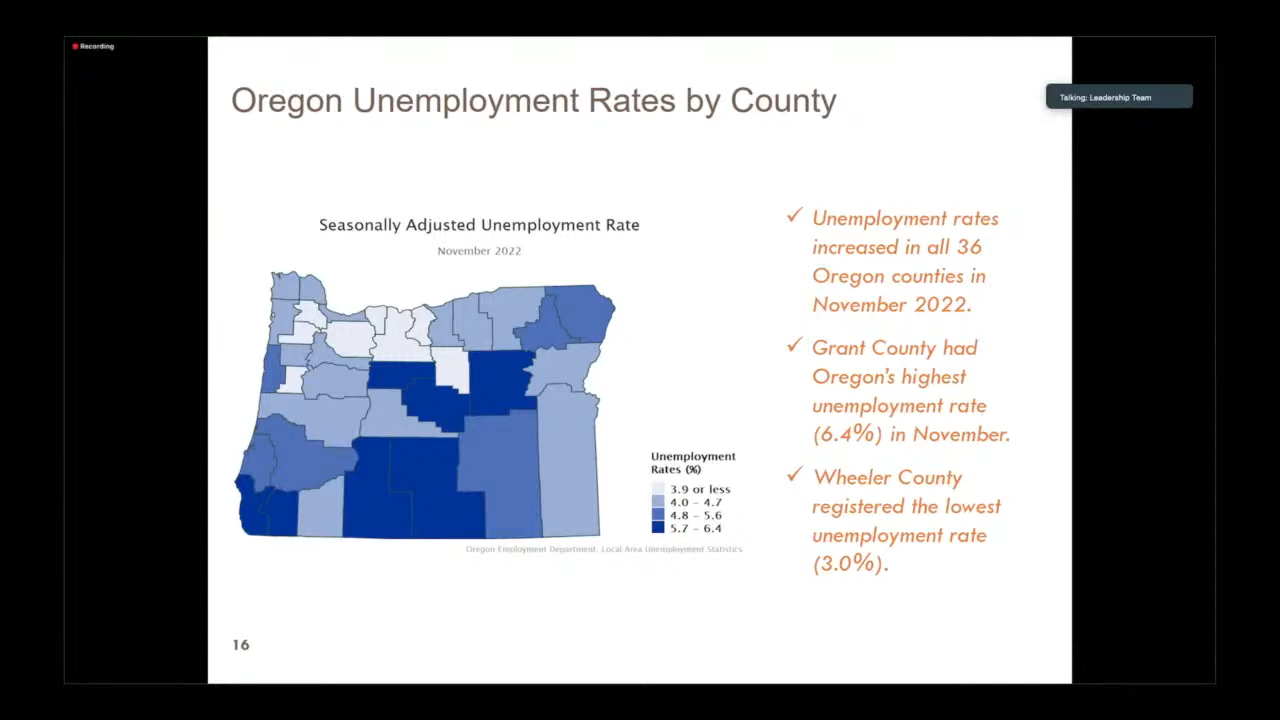 Recording
Oregon Unemployment Rates by County
Talking: Leadership Team
Seasonally Adjusted Unemployment Rate
November 2022
Unemployment
Rates (%)
3.9 or less
4.0 – 4.7
4.8 – 5.6
5.7 – 6.4
Oregon Employment Department, Local Area Unemployment Statistics
✓ Unemployment rates
increased in all 36
Oregon counties in
November 2022.
✓ Grant County had
Oregon's highest
unemployment rate
(6.4%) in November.
✓ Wheeler County
registered the lowest
unemployment rate
(3.0%).
16